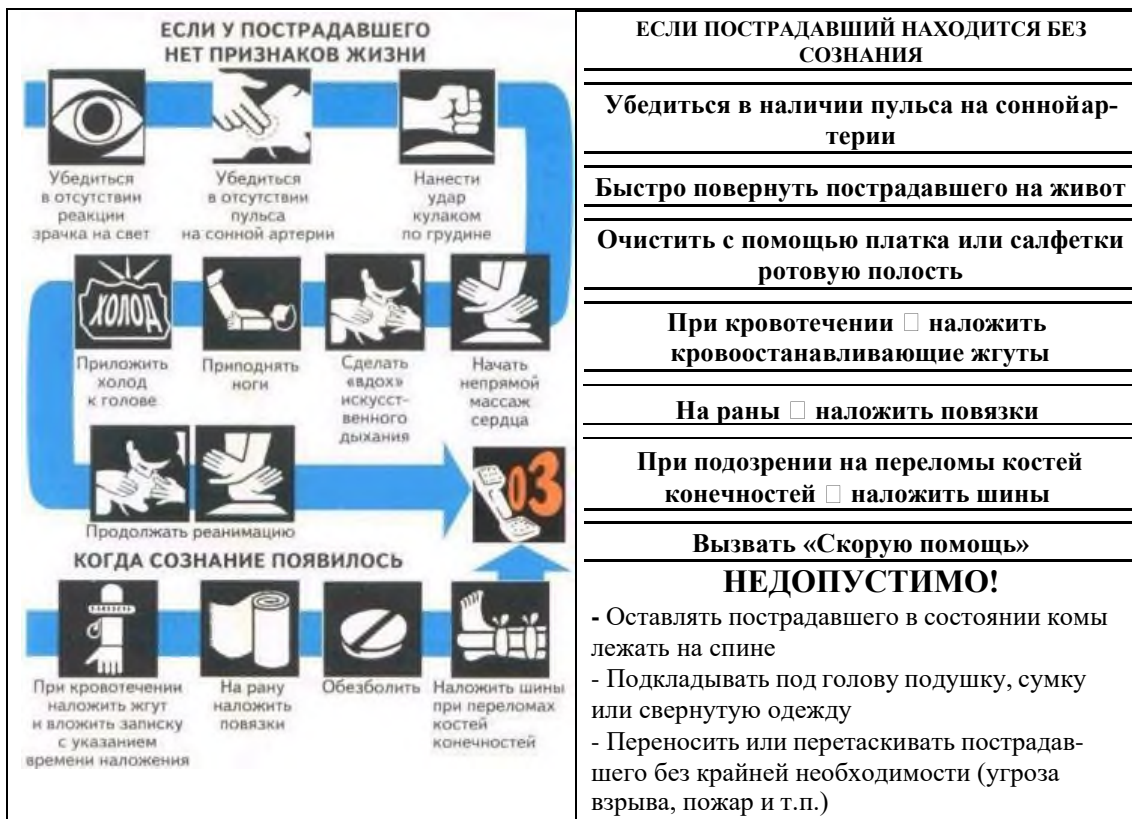 ЕСЛИ У ПОСТРАДАВШЕГО
НЕТ ПРИЗНАКОВ ЖИЗНИ
Убедиться
в отсутствии
реакции
зрачка на свет
Убедиться
в отсутствии
пульса
на сонной артерии
Нанести
удар
кулаком
по грудине
ХОЛОД
Приложить
холод
к голове
Приподнять
ноги
Сделать
«вдох»
искусст-
венного
дыхания
Начать
непрямой
массаж
сердца
Продолжать реанимацию
03
КОГДА СОЗНАНИЕ ПОЯВИЛОСЬ
При кровотечении
наложить жгут
и вложить записку
с указанием
времени наложения
На рану
наложить
повязки
Обезболить
Наложить шины
при переломах
костей
конечностей
ЕСЛИ ПОСТРАДАВШИЙ НАХОДИТСЯ БЕЗ
СОЗНАНИЯ
Убедиться в наличии пульса на соннойар-
терии
Быстро повернуть пострадавшего на живот
Очистить с помощью платка или салфетки
ротовую полость
При кровотечении □ наложить
кровоостанавливающие жгуты
На раны □ наложить повязки
При подозрении на переломы костей
конечностей □ наложить шины
Вызвать «Скорую помощь»
НЕДОПУСТИМО!
- Оставлять пострадавшего в состоянии комы
лежать на спине
- Подкладывать под голову подушку, сумку
или свернутую одежду
- Переносить или перетаскивать пострадав-
шего без крайней необходимости (угроза
взрыва, пожар и т.п.)